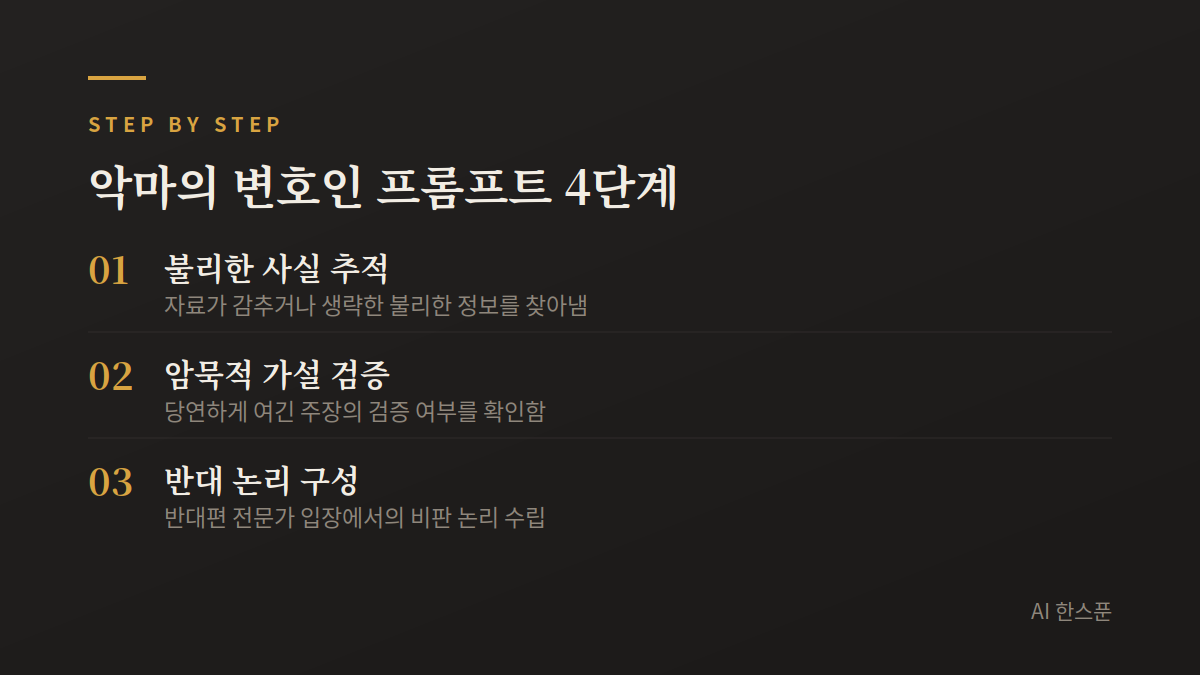 STEP BY STEP
악마의 변호인 프롬프트 4단계
01 불리한 사실 추적
자료가 감추거나 생략한 불리한 정보를 찾아냄
02 암묵적 가설 검증
당연하게 여긴 주장의 검증 여부를 확인함
03 반대 논리 구성
반대편 전문가 입장에서의 비판 논리 수립
AI 한스푼